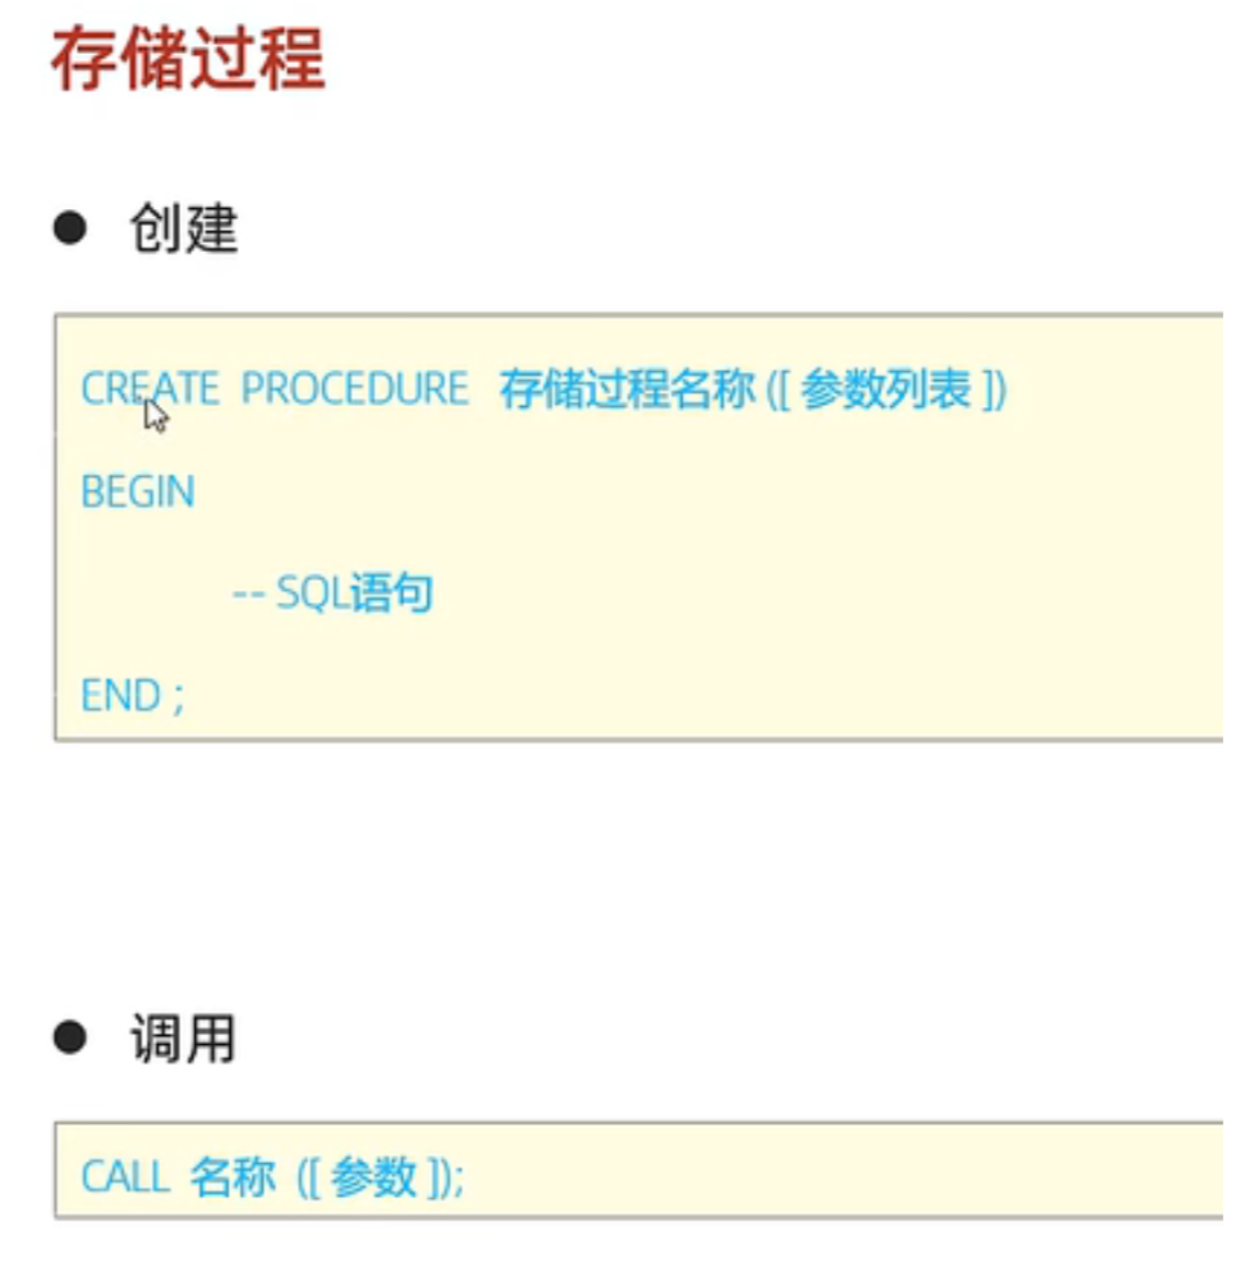 存储过程
创建
CREATE PROCEDURE 存储过程名称 ([ 参数列表 ])
BEGIN
-- SQL语句
END ;
调用
CALL 名称 ([ 参数 ]);